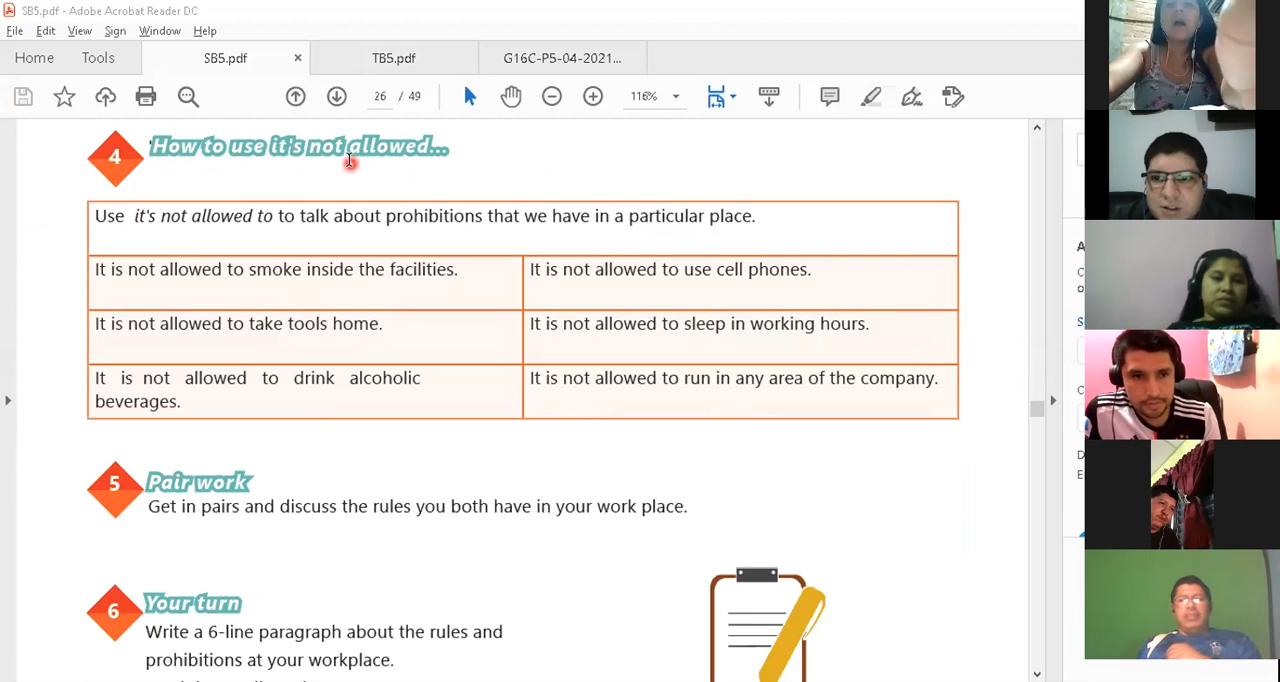 SB5.pdf - Adobe Acrobat Reader DC
File Edit View Sign Window Help
Home Tools SB5.pdf × TB5.pdf G16C-P5-04-2021...
26 / 49 116%
4 How to use it's not allowed...
Use it's not allowed to to talk about prohibitions that we have in a particular place.
It is not allowed to smoke inside the facilities. It is not allowed to use cell phones.
It is not allowed to take tools home. It is not allowed to sleep in working hours.
It is not allowed to drink alcoholic It is not allowed to run in any area of the company.
beverages.
5 Pair work
Get in pairs and discuss the rules you both have in your work place.
6 Your turn
Write a 6-line paragraph about the rules and
prohibitions at your workplace.